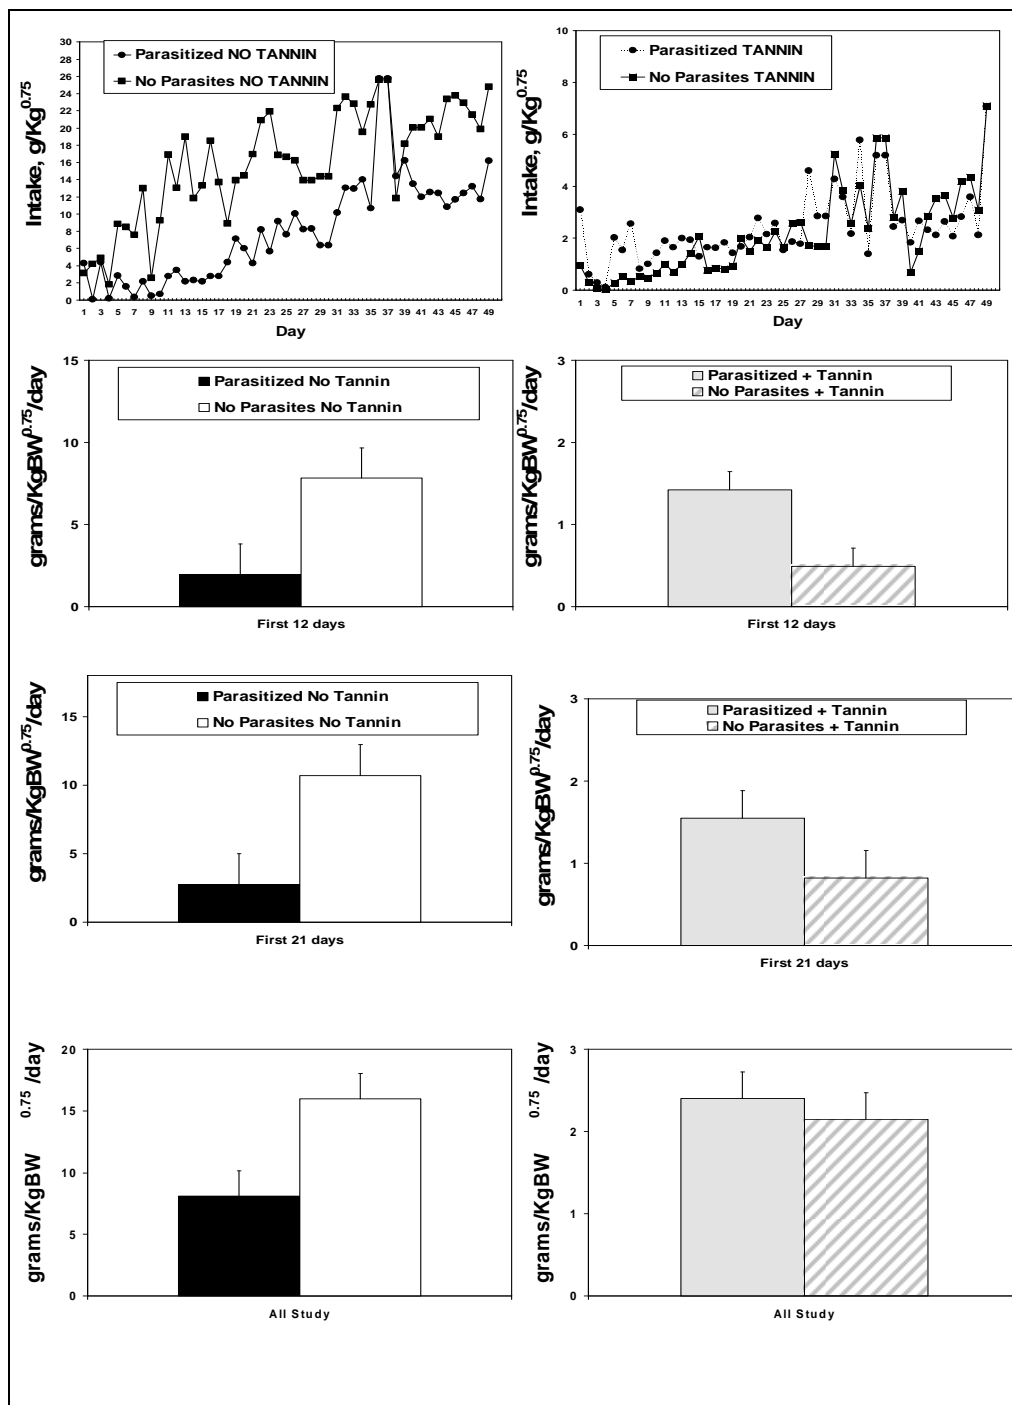 Parasitized NO TANNIN
No Parasites NO TANNIN
Intake, g/Kg0.75
30
28
26
24
22
20
18
16
14
12
10
8
6
4
2
0
1 3 5 7 9 11 13 15 17 19 21 23 25 27 29 31 33 35 37 39 41 43 45 47 49
Day
Parasitized TANNIN
No Parasites TANNIN
Intake, g/Kg0.75
10
8
6
4
2
0
1 3 5 7 9 11 13 15 17 19 21 23 25 27 29 31 33 35 37 39 41 43 45 47 49
Day
Parasitized No Tannin
No Parasites No Tannin
grams/KgBW0.75/day
15
10
5
0
First 12 days
Parasitized + Tannin
No Parasites + Tannin
grams/KgBW0.75/day
3
2
1
0
First 12 days
Parasitized No Tannin
No Parasites No Tannin
grams/KgBW0.75/day
15
10
5
0
First 21 days
Parasitized + Tannin
No Parasites + Tannin
grams/KgBW0.75/day
3
2
1
0
First 21 days
grams/KgBW 0.75 /day
20
15
10
5
0
All Study
grams/KgBW 0.75 /day
3
2
1
0
All Study